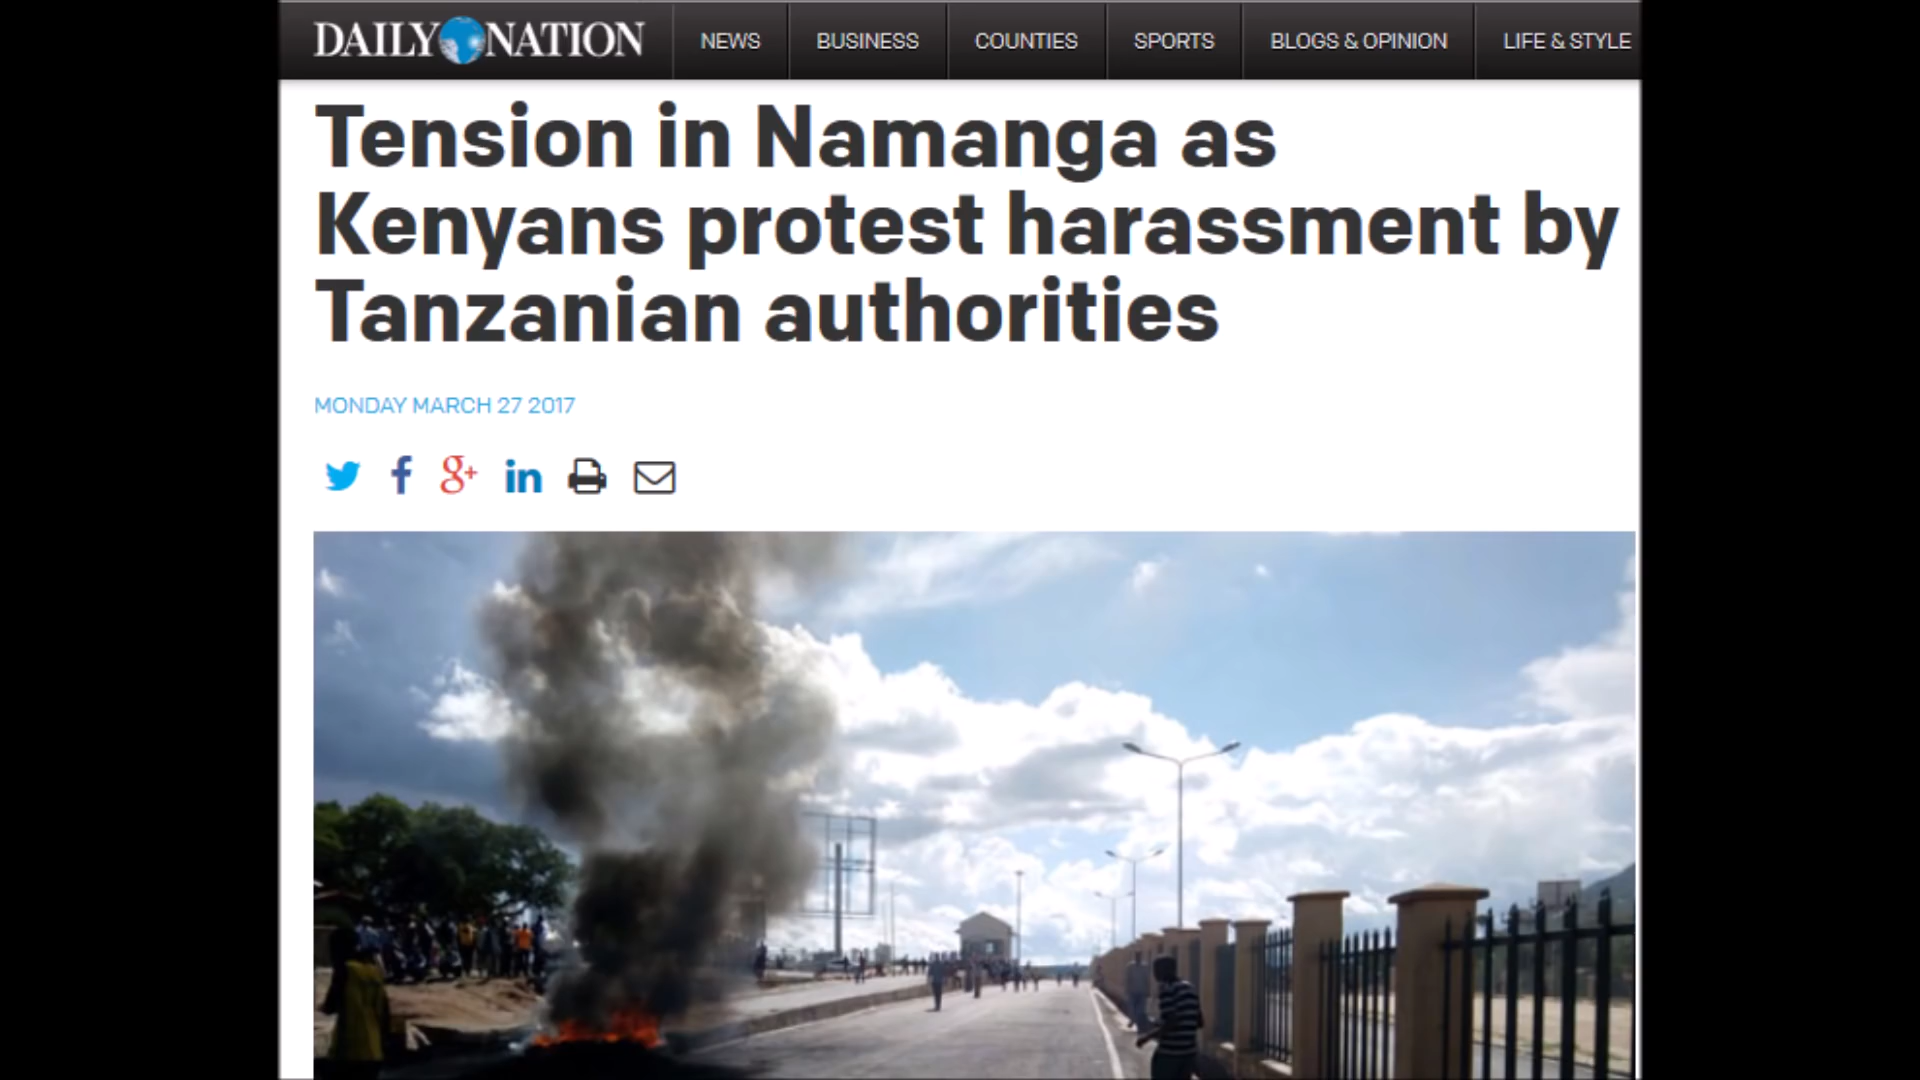 DAILY NATION NEWS BUSINESS COUNTIES SPORTS BLOGS & OPINION LIFE & STYLE
Tension in Namanga as
Kenyans protest harassment by
Tanzanian authorities
MONDAY MARCH 27 2017
f g+ in